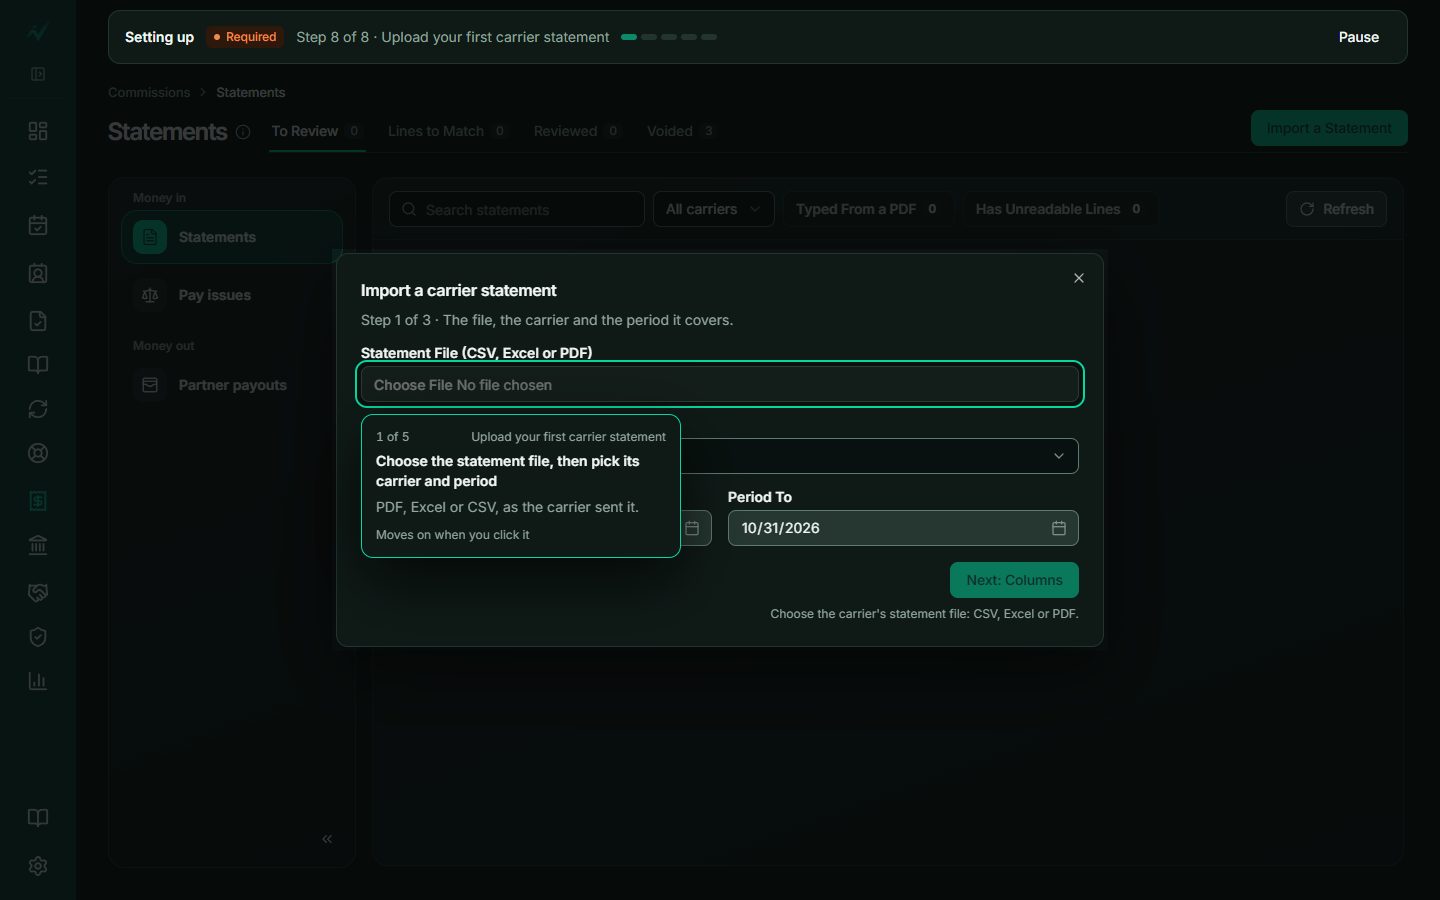 Setting up
Required
Step 8 of 8 · Upload your first carrier statement
Pause
Commissions > Statements
Statements
To Review 0
Lines to Match 0
Reviewed 0
Voided 3
Import a Statement
Money in
Statements
Pay issues
Money out
Partner payouts
Search statements
All carriers
Typed From a PDF 0
Has Unreadable Lines 0
Refresh
Import a carrier statement
Step 1 of 3 · The file, the carrier and the period it covers.
Statement File (CSV, Excel or PDF)
Choose File No file chosen
1 of 5
Upload your first carrier statement
Choose the statement file, then pick its
carrier and period
PDF, Excel or CSV, as the carrier sent it.
Moves on when you click it
Period To
10/31/2026
Next: Columns
Choose the carrier's statement file: CSV, Excel or PDF.